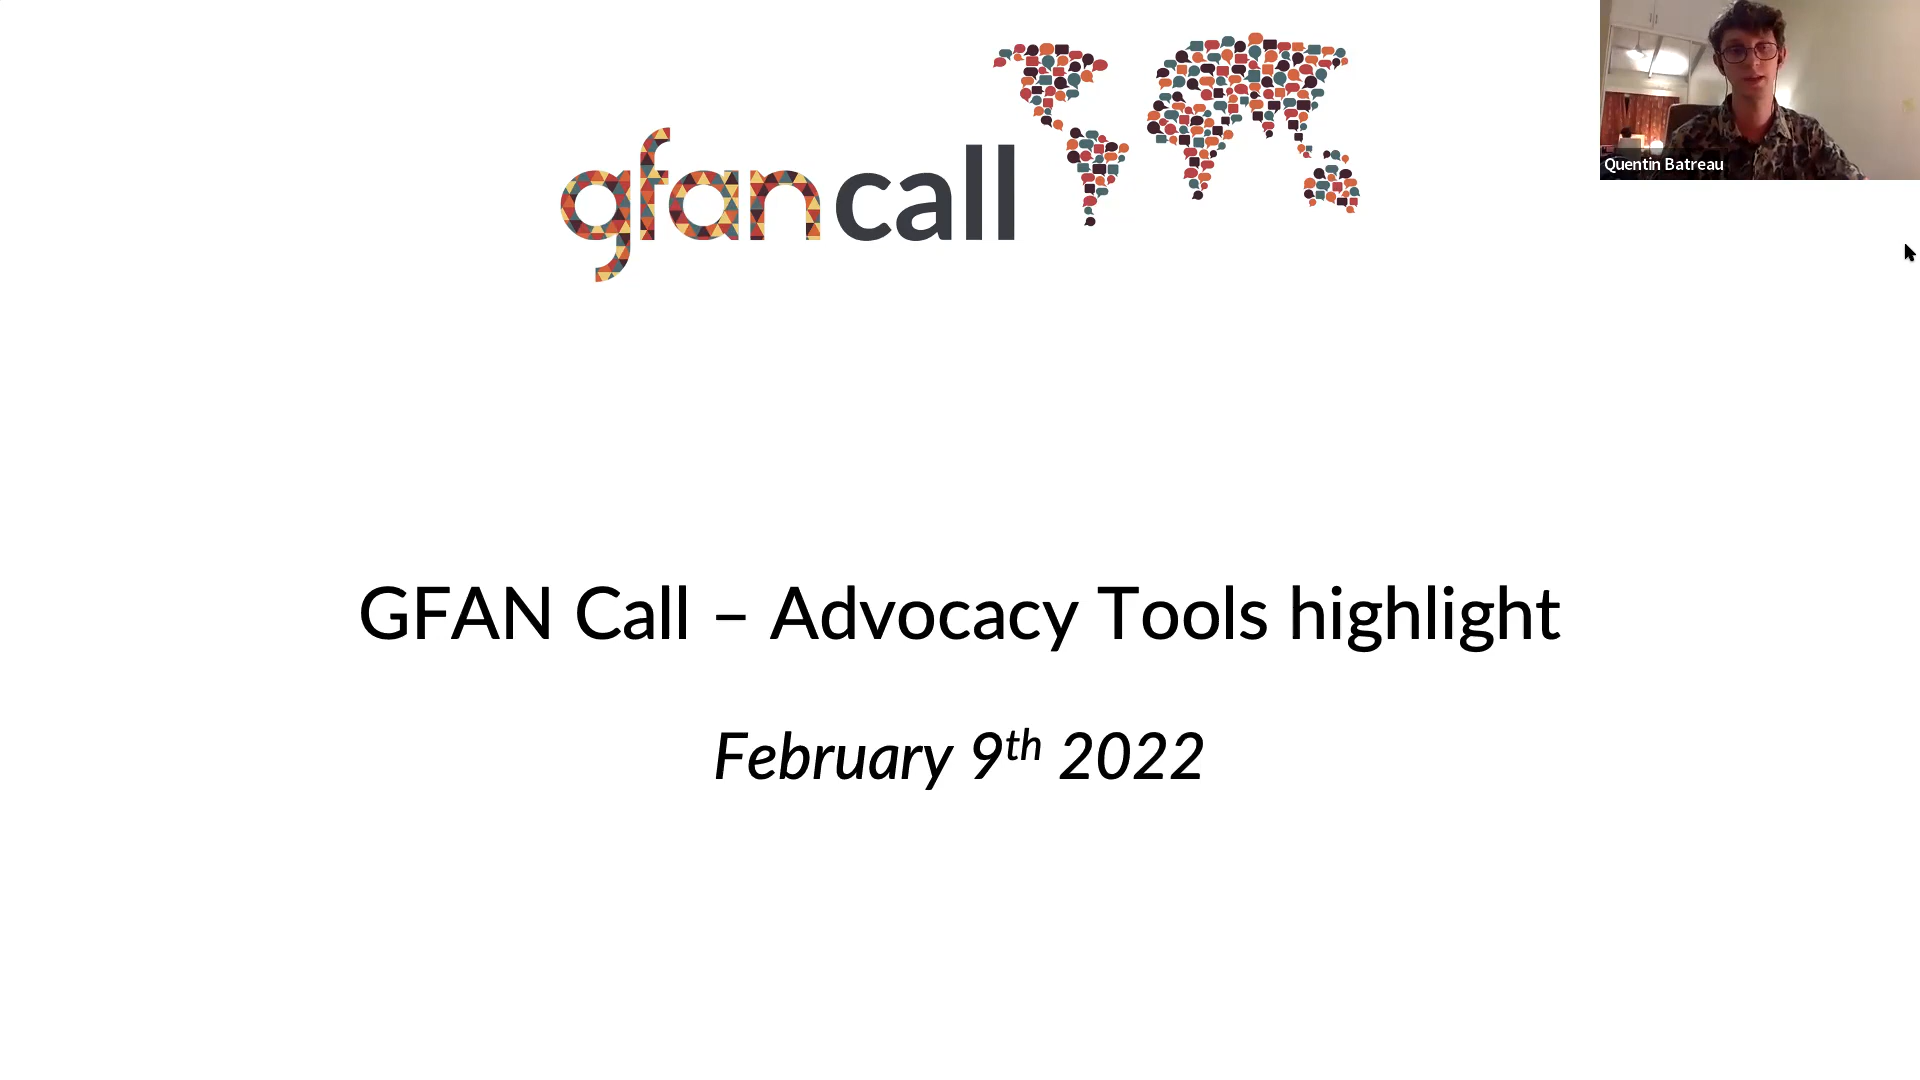 gfan call
Quentin Batreau
GFAN Call – Advocacy Tools highlight
February 9th 2022